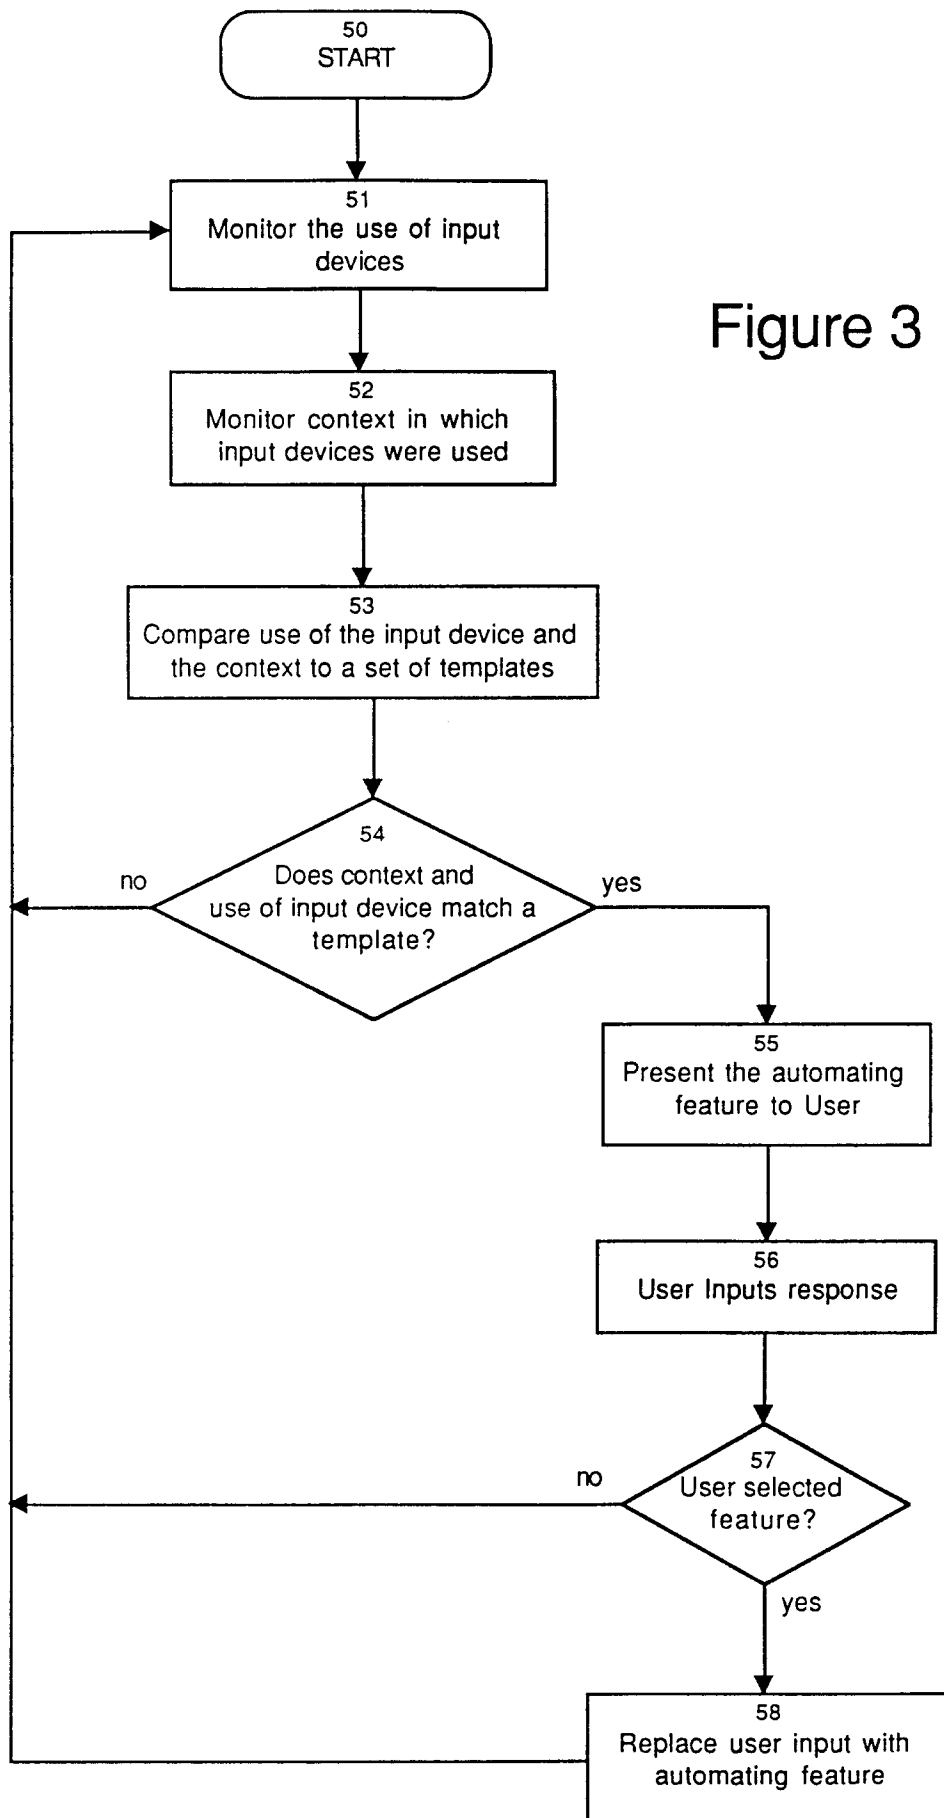 50
START
51
Monitor the use of input
devices
Figure 3
52
Monitor context in which
input devices were used
53
Compare use of the input device and
the context to a set of templates
54
Does context and
use of input device match a
template?
no
yes
55
Present the automating
feature to User
56
User Inputs response
57
User selected
feature?
no
yes
58
Replace user input with
automating feature